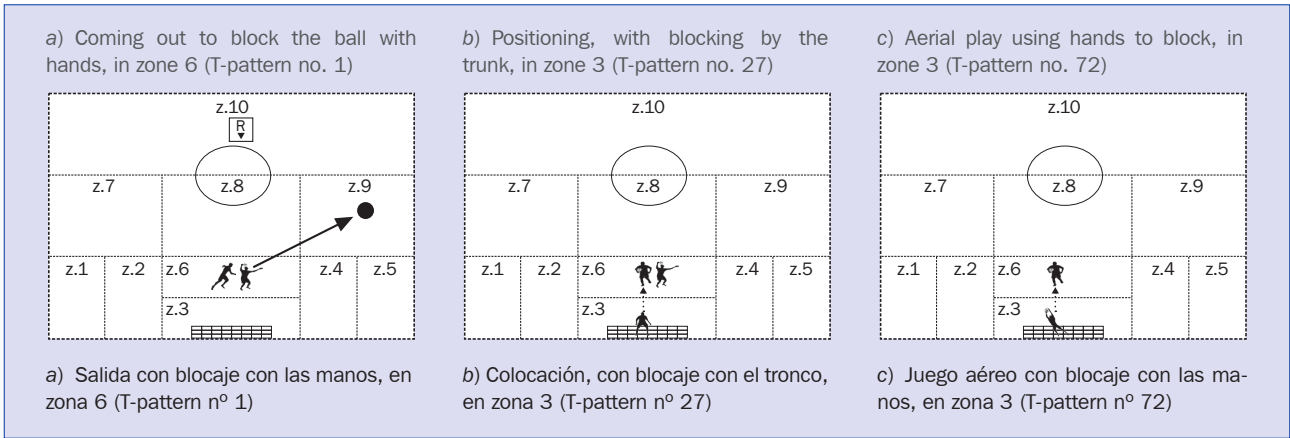 a) Coming out to block the ball with
hands, in zone 6 (T-pattern no. 1)
z.10
R
z.7
z.8
z.9
z.1
z.2
z.6
z.4
z.5
z.3
a) Salida con blocaje con las manos, en
zona 6 (T-pattern nº 1)
b) Positioning, with blocking by the
trunk, in zone 3 (T-pattern no. 27)
z.10
z.7
z.8
z.9
z.1
z.2
z.6
z.4
z.5
z.3
b) Colocación, con blocaje con el tronco,
en zona 3 (T-pattern nº 27)
c) Aerial play using hands to block, in
zone 3 (T-pattern no. 72)
z.10
z.7
z.8
z.9
z.1
z.2
z.6
z.4
z.5
z.3
c) Juego aéreo con blocaje con las ma-
nos, en zona 3 (T-pattern nº 72)